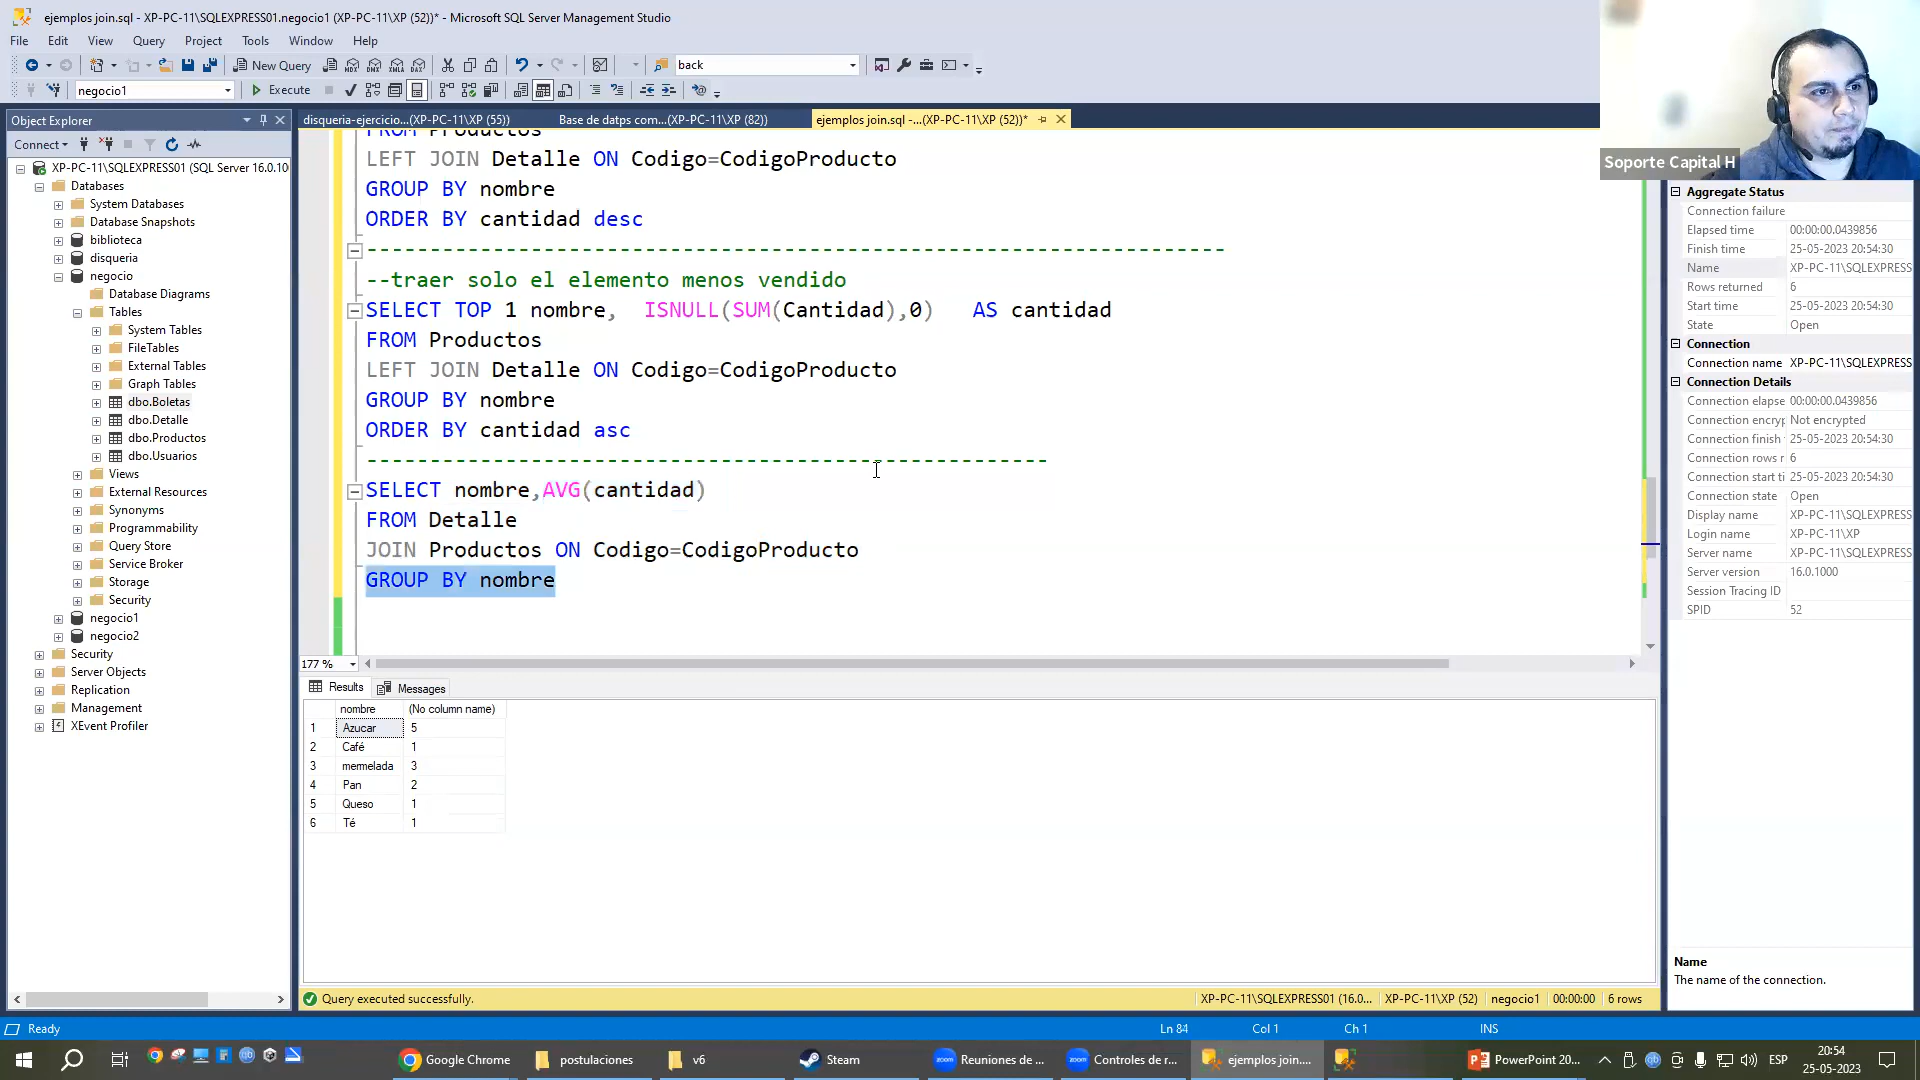 ejemplos join.sql - XP-PC-11\SQLEXPRESS01.negocio1 (XP-PC-11\XP (52))* - Microsoft SQL Server Management Studio
File Edit View Query Project Tools Window Help
New Query
back
negocio1
Execute
Object Explorer
Connect
XP-PC-11\SQLEXPRESS01 (SQL Server 16.0.10
Databases
System Databases
Database Snapshots
biblioteca
disqueria
negocio
Database Diagrams
Tables
System Tables
FileTables
External Tables
Graph Tables
dbo.Boletas
dbo.Detalle
dbo.Productos
dbo.Usuarios
Views
External Resources
Synonyms
Programmability
Query Store
Service Broker
Storage
Security
negocio1
negocio2
Security
Server Objects
Replication
Management
XEvent Profiler
disqueria-ejercicio...(XP-PC-11\XP (55))
Base de datps com...(XP-PC-11\XP (82))
ejemplos join.sql -...(XP-PC-11\XP (52))*
FROM Productos
LEFT JOIN Detalle ON Codigo=CodigoProducto
GROUP BY nombre
ORDER BY cantidad desc
--------------------------------------------------------------------
--traer solo el elemento menos vendido
SELECT TOP 1 nombre,  ISNULL(SUM(Cantidad),0)   AS cantidad
FROM Productos
LEFT JOIN Detalle ON Codigo=CodigoProducto
GROUP BY nombre
ORDER BY cantidad asc
------------------------------------------------------
SELECT nombre,AVG(cantidad)
FROM Detalle
JOIN Productos ON Codigo=CodigoProducto
GROUP BY nombre
177 %
Results Messages
nombre (No column name)
1 Azucar 5
2 Café 1
3 memelada 3
4 Pan 2
5 Queso 1
6 Té 1
Query executed successfully.
XP-PC-11\SQLEXPRESS01 (16.0... XP-PC-11\XP (52) negocio1 00:00:00 6 rows
Soporte Capital H
Aggregate Status
Connection failure
Elapsed time 00:00:00.0439856
Finish time 25-05-2023 20:54:30
Name XP-PC-11\SQLEXPRESS
Rows returned 6
Start time 25-05-2023 20:54:30
State Open
Connection
Connection name XP-PC-11\SQLEXPRESS
Connection Details
Connection elapse 00:00:00.0439856
Connection encryp Not encrypted
Connection finish 25-05-2023 20:54:30
Connection rows r 6
Connection start ti 25-05-2023 20:54:30
Connection state Open
Display name XP-PC-11\SQLEXPRESS
Login name XP-PC-11\XP
Server name XP-PC-11\SQLEXPRESS
Server version 16.0.1000
Session Tracing ID
SPID 52
Name
The name of the connection.
Ready
Ln 84 Col 1 Ch 1 INS
Google Chrome
postulaciones
v6
Steam
zoom
Reuniones de ...
zoom
Controles de r...
ejemplos join....
PowerPoint 20...
ESP
20:54
25-05-2023